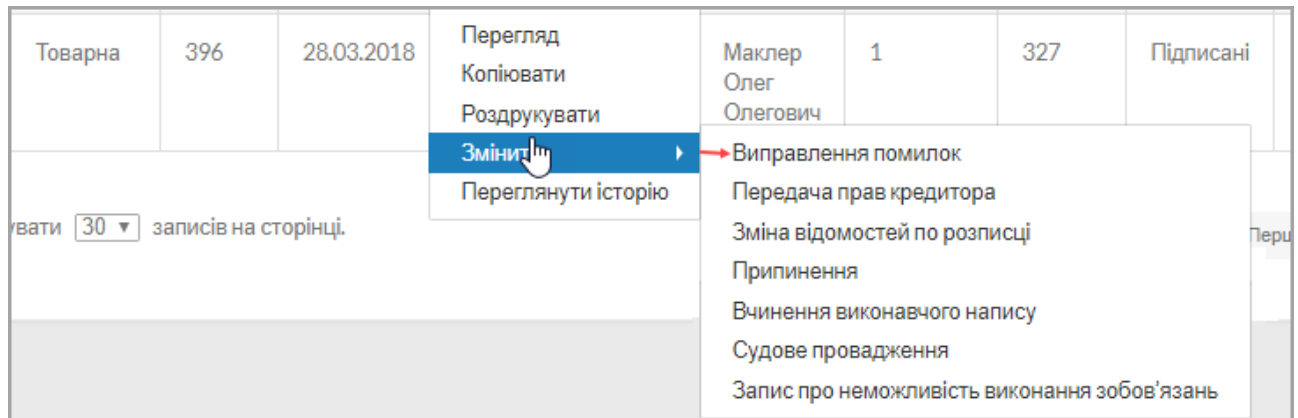 Товарна 396 28.03.2018 Маклер 1 327 Підписані
Олег
Олегович
Перегляд
Копіювати
Роздрукувати
Переглянути історію
Виправлення помилок
Передача прав кредитора
Зміна відомостей по розписці
Припинення
Вчинення виконавчого напису
Судове провадження
Запис про неможливість виконання зобов'язань
30 записів на сторінці.